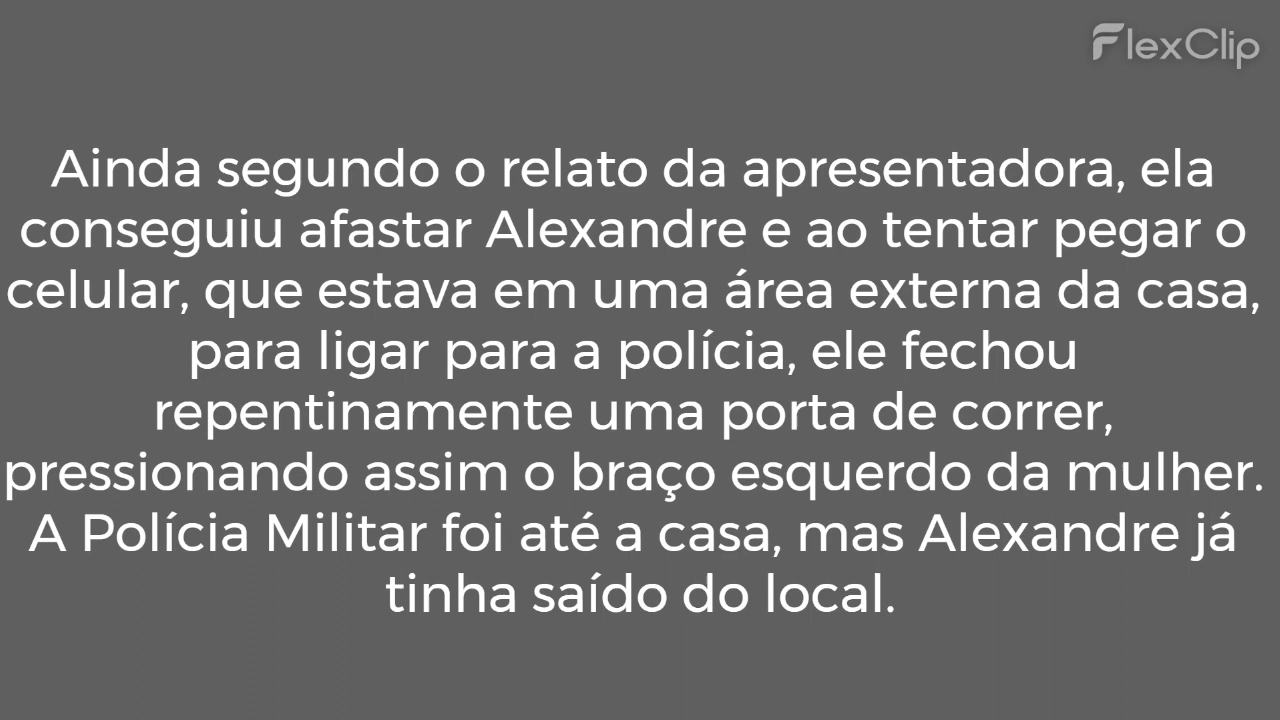 FlexClip
Ainda segundo o relato da apresentadora, ela
conseguiu afastar Alexandre e ao tentar pegar o
celular, que estava em uma área externa da casa,
para ligar para a polícia, ele fechou
repentinamente uma porta de correr,
pressionando assim o braço esquerdo da mulher.
A Polícia Militar foi até a casa, mas Alexandre já
tinha saído do local.